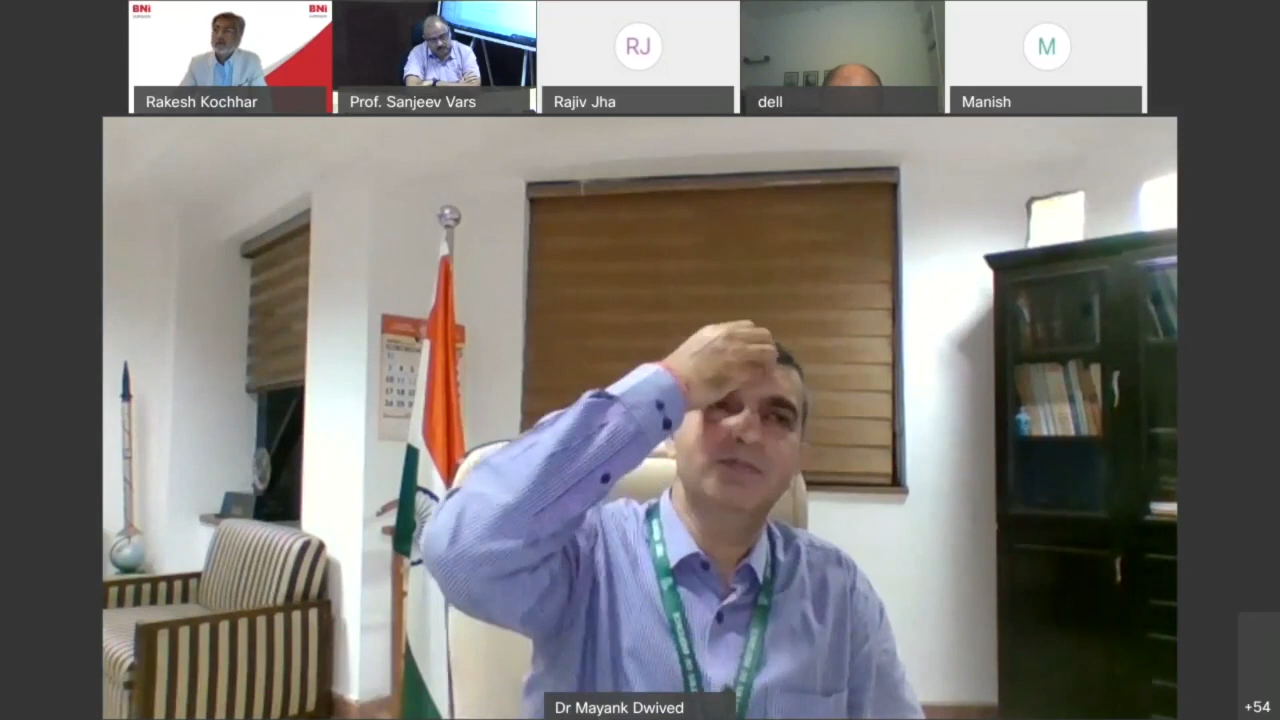 BNI
BNI
Rakesh Kochhar
Prof. Sanjeev Vars
RJ
Rajiv Jha
dell
M
Manish
Dr Mayank Dwived
+54